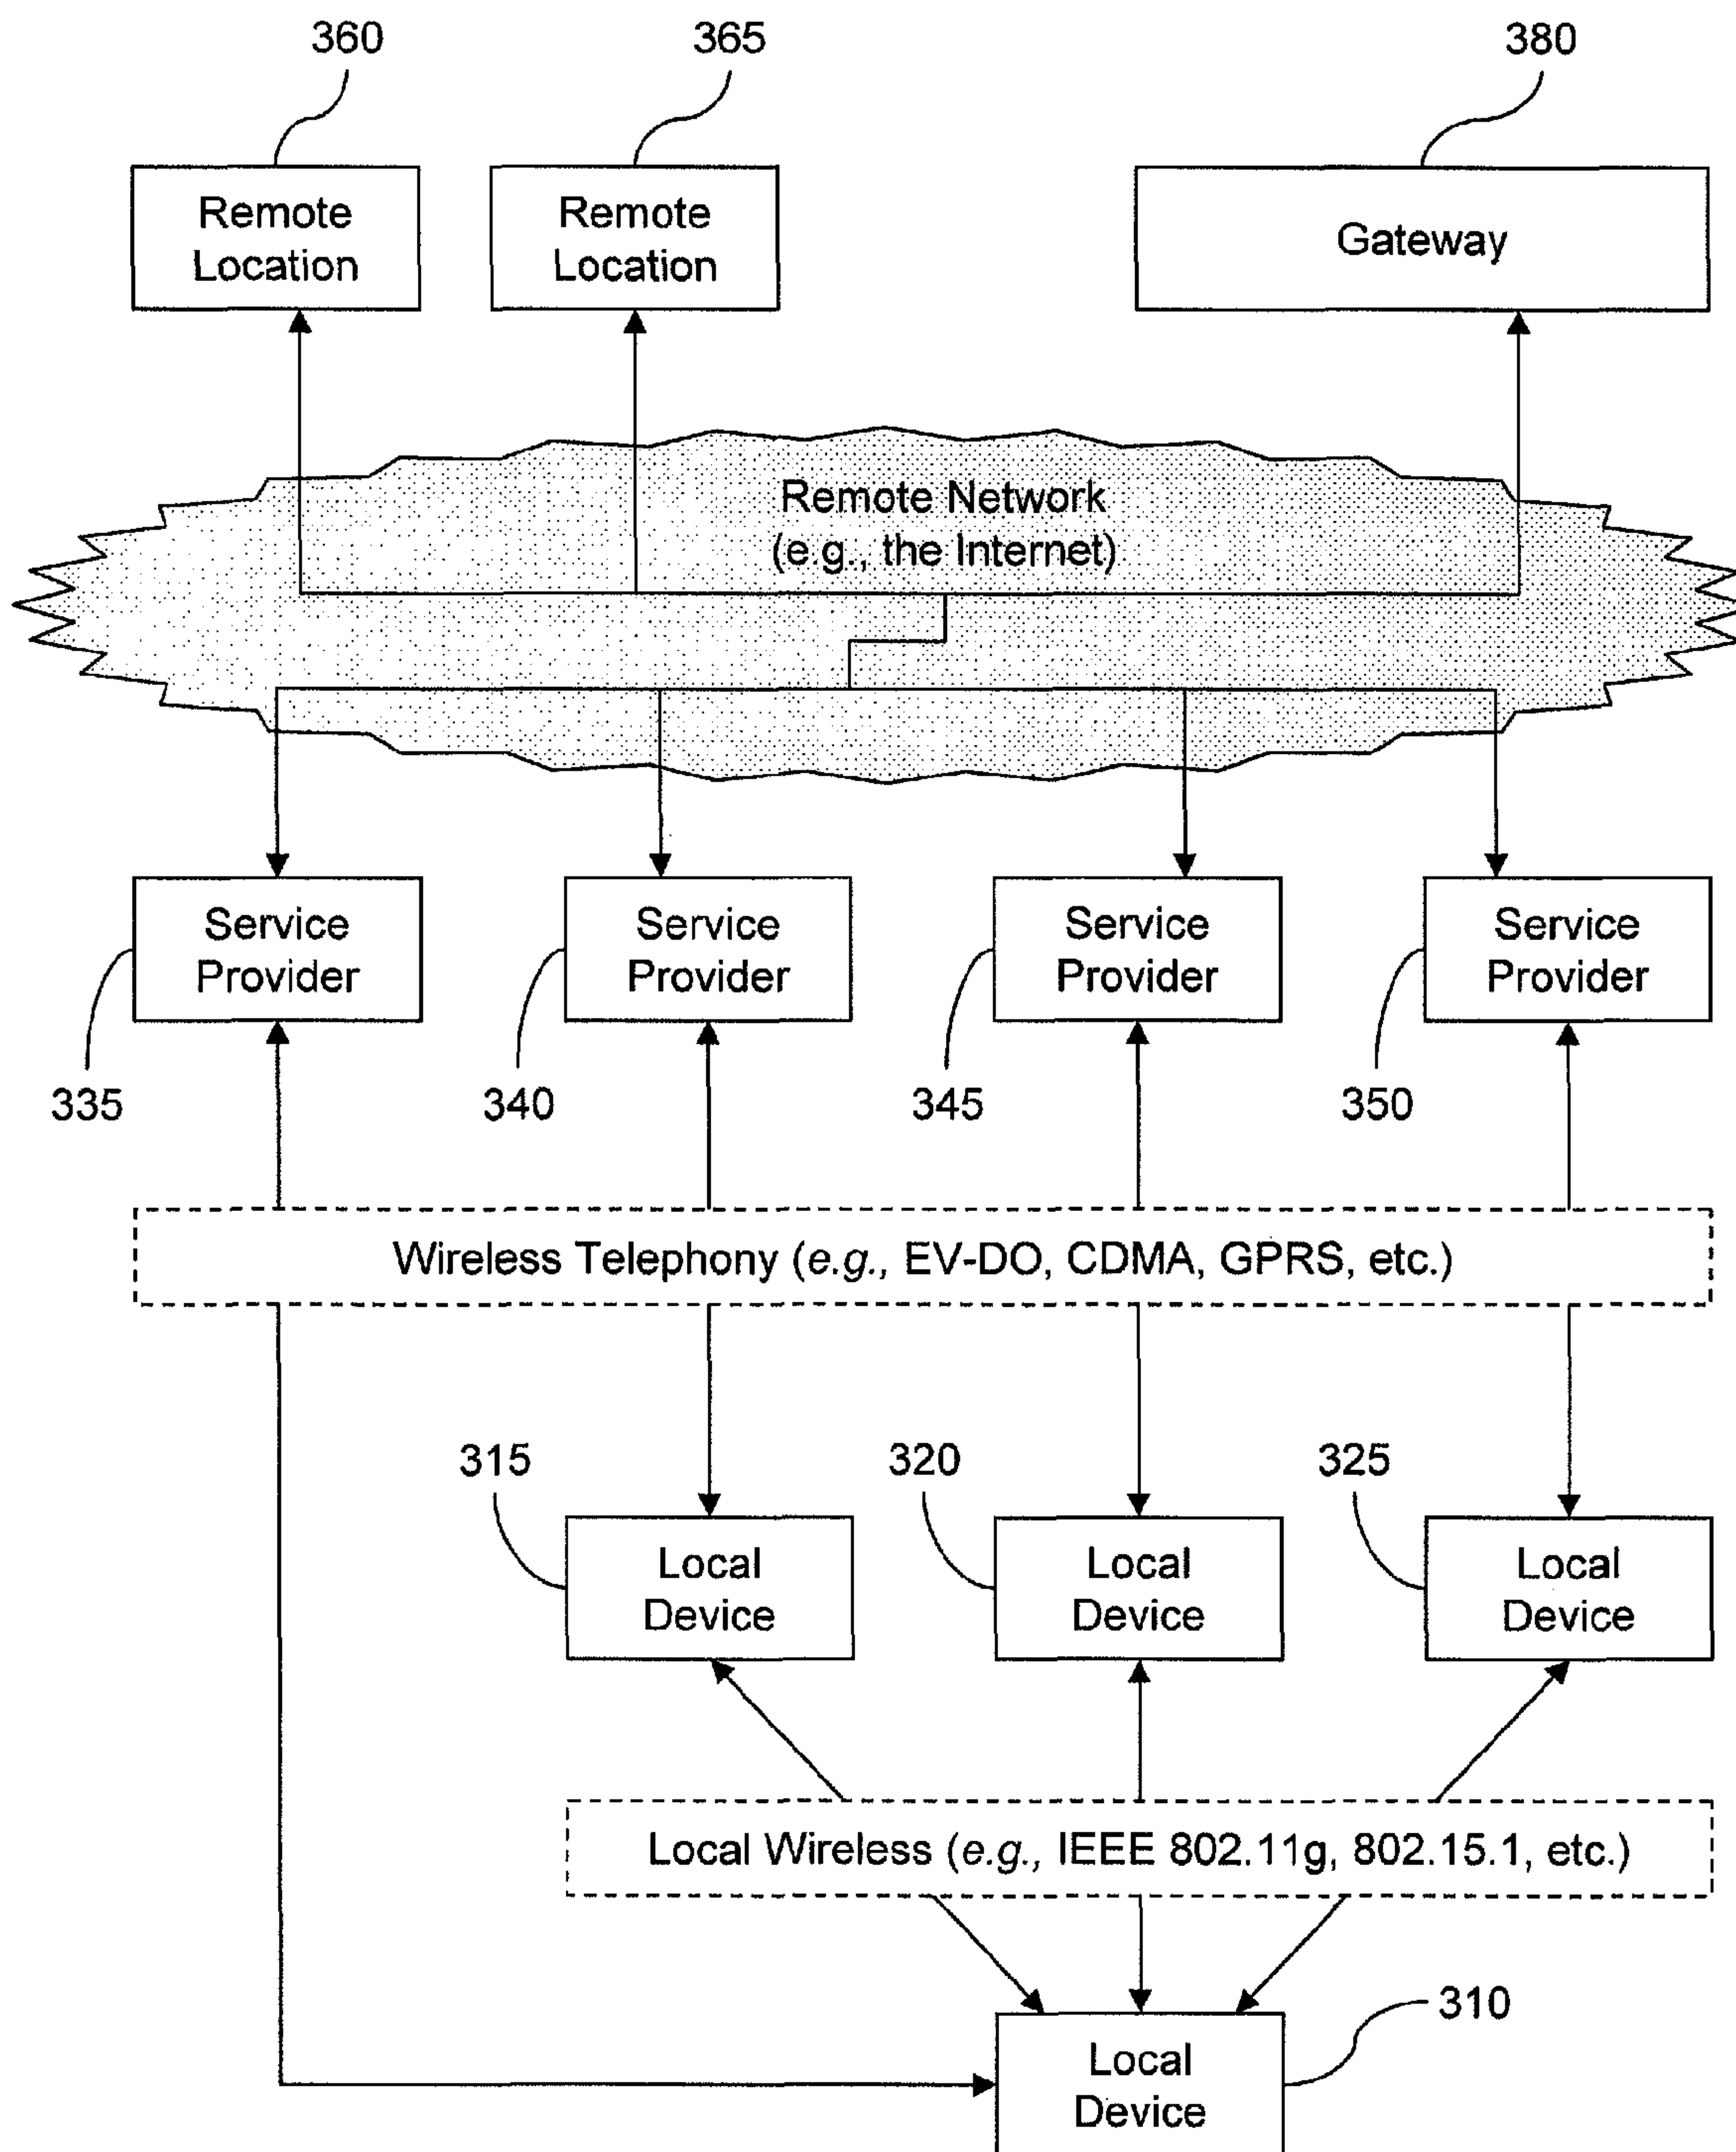 360
365
380
Remote
Location
Remote
Location
Gateway
Remote Network
(e.g., the Internet)
Service
Provider
Service
Provider
Service
Provider
Service
Provider
335
340
345
350
Wireless Telephony (e.g., EV-DO, CDMA, GPRS, etc.)
315
320
325
Local
Device
Local
Device
Local
Device
Local Wireless (e.g., IEEE 802.11g, 802.15.1, etc.)
310
Local
Device